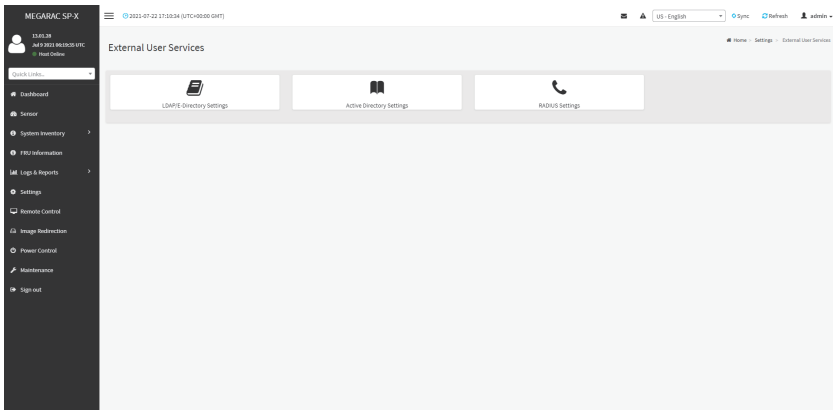 MEGARAC SP-X
2021-07-22 17:18:34 (UTC+00:00 GMT)
US - English
Sync
Refresh
admin
13.01.28
Jul 9 2021 06:19:55 UTC
Host Online
Quick Links...
Dashboard
Sensor
System Inventory
FRU Information
Logs & Reports
Settings
Remote Control
Image Redirection
Power Control
Maintenance
Sign out
External User Services
Home > Settings > External User Services
LDAP/E-Directory Settings
Active Directory Settings
RADIUS Settings